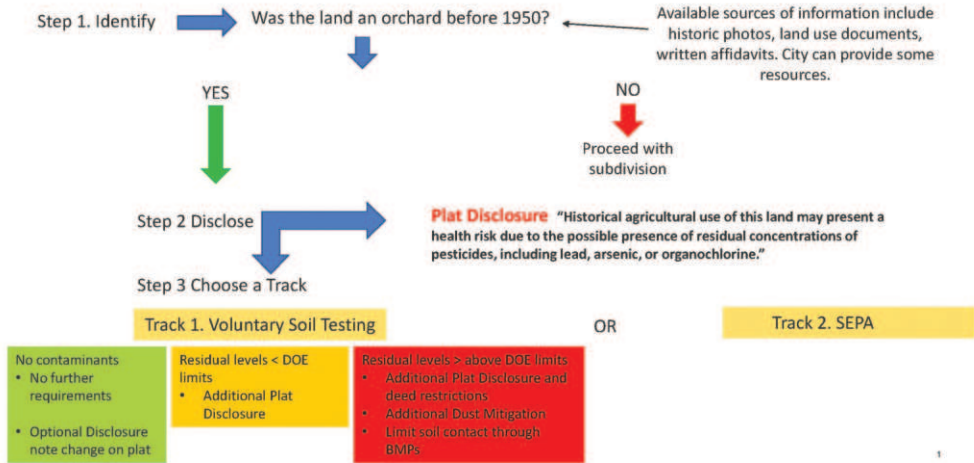 Step 1. Identify
Was the land an orchard before 1950?
Available sources of information include
historic photos, land use documents,
written affidavits. City can provide some
resources.
YES
NO
Proceed with
subdivision
Step 2 Disclose
Plat Disclosure "Historical agricultural use of this land may present a
health risk due to the possible presence of residual concentrations of
pesticides, including lead, arsenic, or organochlorine."
Step 3 Choose a Track
Track 1. Voluntary Soil Testing
OR
Track 2. SEPA
No contaminants
• No further
requirements
• Optional Disclosure
note change on plat
Residual levels < DOE
limits
• Additional Plat
Disclosure
Residual levels > above DOE limits
• Additional Plat Disclosure and
deed restrictions
• Additional Dust Mitigation
• Limit soil contact through
BMPs
1